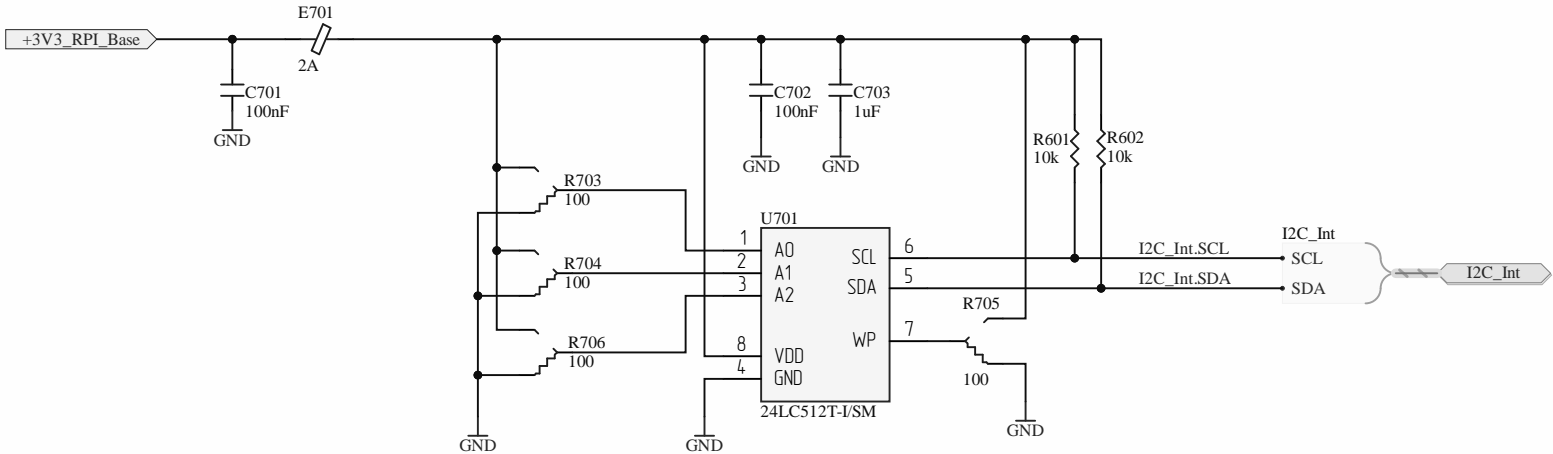 E701
+3V3_RPI_Base
2A
C701
100nF
GND
C702
100nF
GND
C703
1uF
GND
R601
10k
R602
10k
R703
100
R704
100
R706
100
GND
U701
1 A0
2 A1
3 A2
8 VDD
4 GND
SCL 6
SDA 5
WP 7
24LC512T-I/SM
GND
R705
100
GND
I2C_Int.SCL
I2C_Int.SDA
I2C_Int
SCL
SDA
I2C_Int